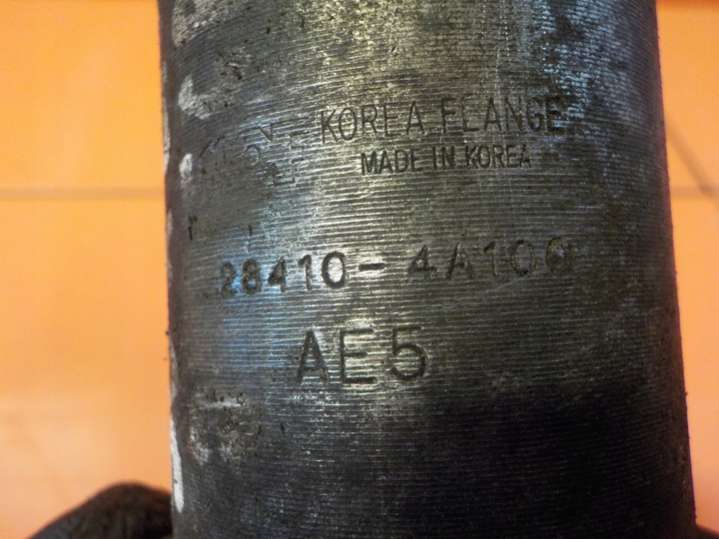 KOREA FLANGE
MADE IN KOREA
28410-4A100
AE5